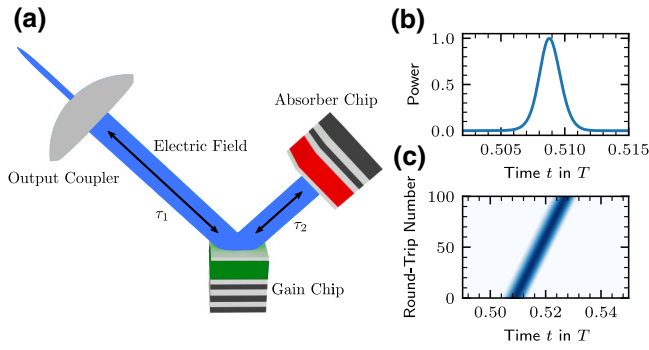 (a)
Absorber Chip
Electric Field
Output Coupler
τ1
τ2
Gain Chip
(b)
Power
1.0
0.5
0.0
0.505 0.510 0.515
Time t in T
(c)
Round-Trip Number
100
50
0
0.50 0.52 0.54
Time t in T